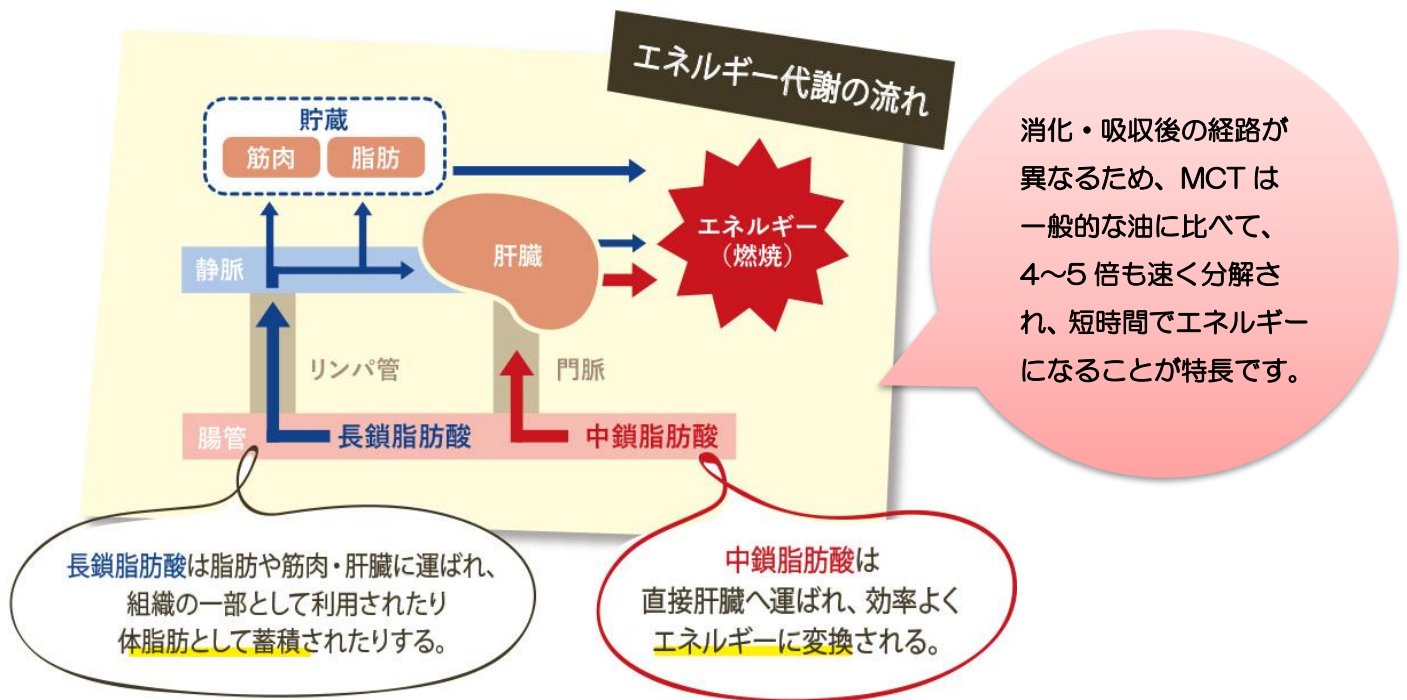 エネルギー代謝の流れ
貯蔵
筋肉
脂肪
静脈
肝臓
エネルギー
（燃焼）
リンパ管
門脈
腸管
長鎖脂肪酸
中鎖脂肪酸
長鎖脂肪酸は脂肪や筋肉・肝臓に運ばれ、
組織の一部として利用されたり
体脂肪として蓄積されたりする。
中鎖脂肪酸は
直接肝臓へ運ばれ、効率よく
エネルギーに変換される。
消化・吸収後の経路が
異なるため、MCT は
一般的な油に比べて、
4～5 倍も速く分解さ
れ、短時間でエネルギー
になることが特長です。